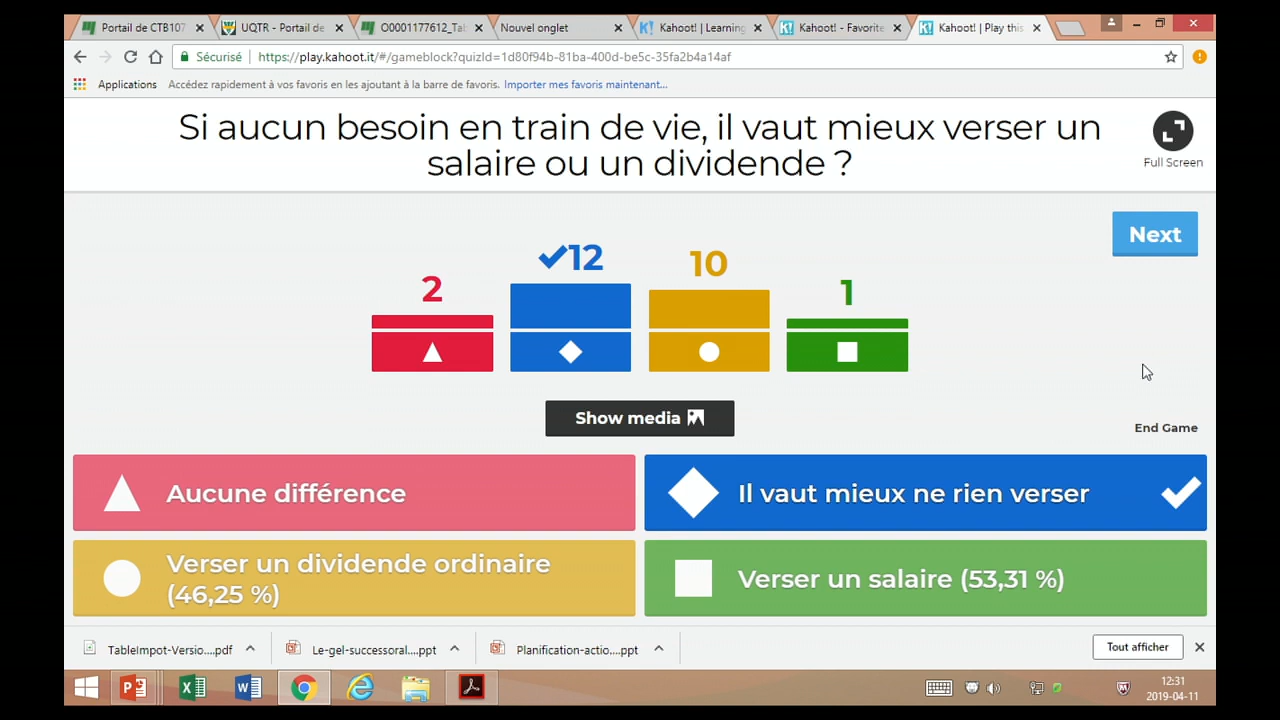 Portail de CTB107
UQTR - Portail de
O0001177612_Tab
Nouvel onglet
Kahoot! | Learning
Kahoot! - Favorite
Kahoot! | Play this
Sécurisé
https://play.kahoot.it/#/gameblock?quizId=1d80f94b-81ba-400d-be5c-35fa2b4a14af
Applications
Accédez rapidement à vos favoris en les ajoutant à la barre de favoris.
Importer mes favoris maintenant...
Si aucun besoin en train de vie, il vaut mieux verser un
salaire ou un dividende ?
Full Screen
Next
2
12
10
1
Show media
End Game
Aucune différence
Il vaut mieux ne rien verser
Verser un dividende ordinaire
(46,25 %)
Verser un salaire (53,31 %)
TableImpot-Versio....pdf
Le-gel-successoral....ppt
Planification-actio....ppt
Tout afficher
12:31
2019-04-11